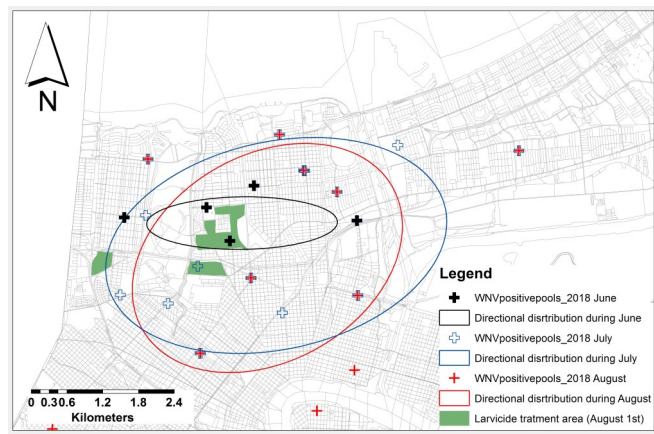 N
Legend
WNVpositivepools_2018 June
Directional disrtribution during June
WNVpositivepools_2018 July
Directional disrtribution during July
WNVpositivepools_2018 August
Directional disrtribution during August
Larvicide tratment area (August 1st)
0 0.30.6 1.2 1.8 2.4
Kilometers